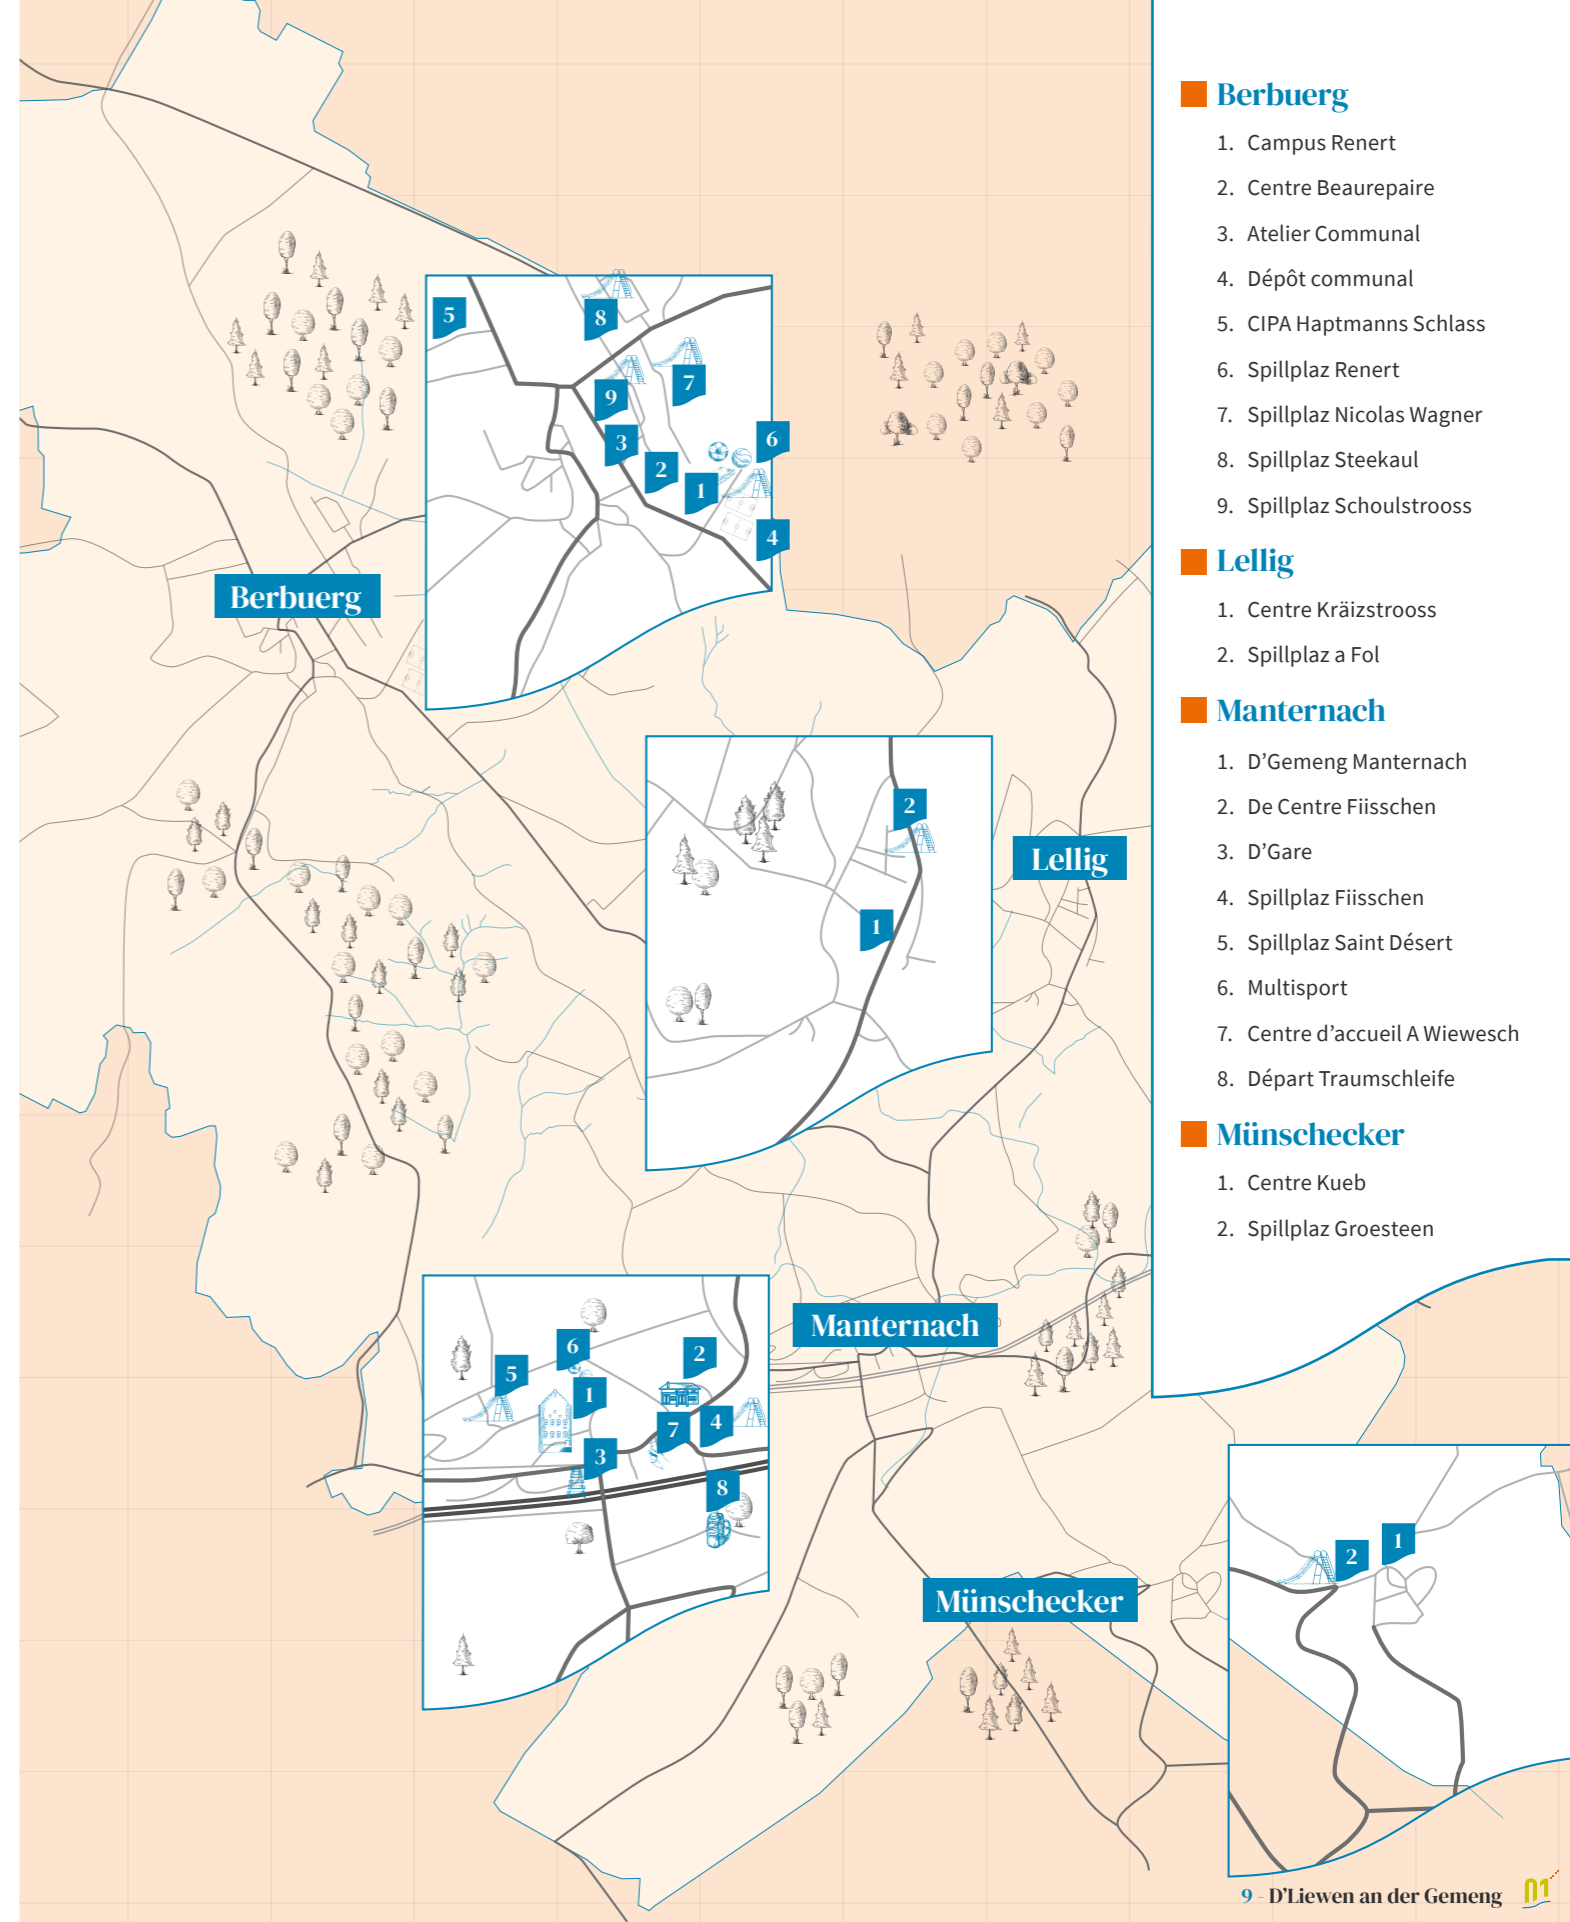 Berbuerg
1. Campus Renert
2. Centre Beaurepaire
3. Atelier Communal
4. Dépôt communal
5. CIPA Haptmanns Schlass
6. Spillplaz Renert
7. Spillplaz Nicolas Wagner
8. Spillplaz Steekaul
9. Spillplaz Schoulstrooss
Lellig
1. Centre Kräizstrooss
2. Spillplaz a Fol
Manternach
1. D'Gemeng Manternach
2. De Centre Fiisschen
3. D'Gare
4. Spillplaz Fiisschen
5. Spillplaz Saint Désert
6. Multisport
7. Centre d'accueil A Wiewesch
8. Départ Traumschleife
Münschecker
1. Centre Kueb
2. Spillplaz Groesteen
5
8
9
7
3
6
2
1
4
Berbuerg
2
1
Lellig
Manternach
6
2
5
1
7
4
3
8
1
2
Münschecker
9 - D'Liewen an der Gemeng